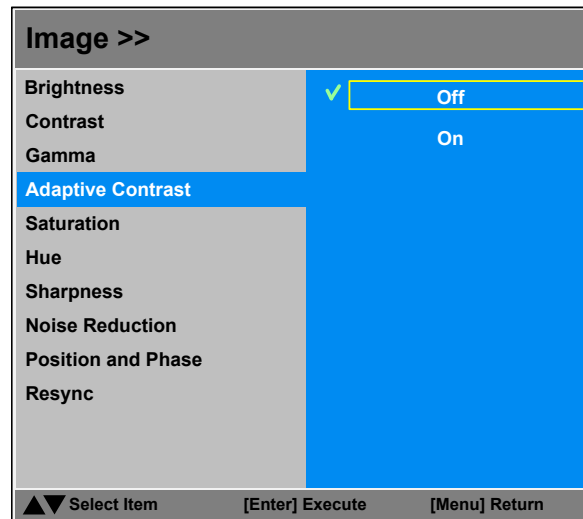 Image >>
Brightness
Contrast
Gamma
Adaptive Contrast
Saturation
Hue
Sharpness
Noise Reduction
Position and Phase
Resync
Off
On
Select Item [Enter] Execute [Menu] Return